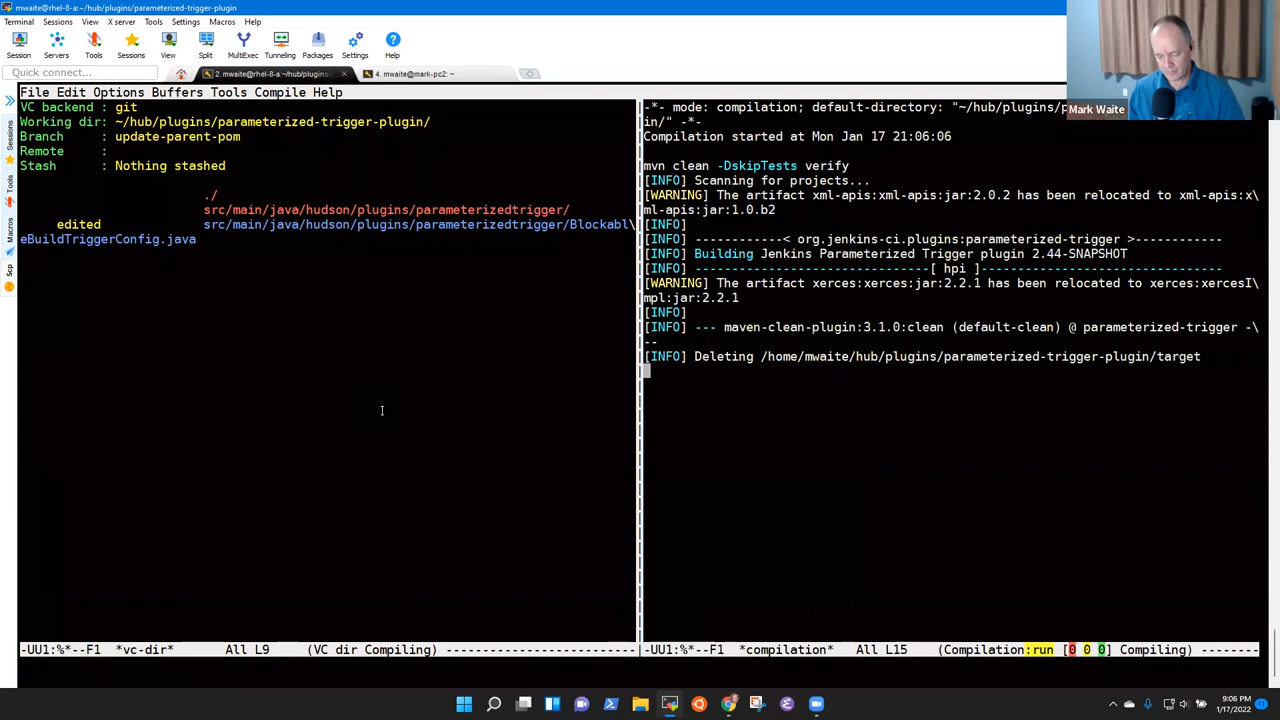 mwaite@rhel-8-a:~/hub/plugins/parameterized-trigger-plugin
Terminal Sessions View X server Tools Settings Macros Help
Session Servers Tools Sessions View Split MultiExec Tunneling Packages Settings Help
Quick connect...
2. mwaite@rhel-8-a:~/hub/plugins/
4. mwaite@mark-pc2: ~
Mark Waite
File Edit Options Buffers Tools Compile Help
VC backend : git
Working dir: ~/hub/plugins/parameterized-trigger-plugin/
Branch : update-parent-pom
Remote :
Stash : Nothing stashed
./
src/main/java/hudson/plugins/parameterizedtrigger/
edited src/main/java/hudson/plugins/parameterizedtrigger/Blockabl\
eBuildTriggerConfig.java
-UU1:%*--F1 *vc-dir* All L9 (VC dir Compiling) ------------------------
-*- mode: compilation; default-directory: "~/hub/plugins/p
in/" -*-
Compilation started at Mon Jan 17 21:06:06
mvn clean -DskipTests verify
[INFO] Scanning for projects...
[WARNING] The artifact xml-apis:xml-apis:jar:2.0.2 has been relocated to xml-apis:x\
ml-apis:jar:1.0.b2
[INFO]
[INFO] -----------< org.jenkins-ci.plugins:parameterized-trigger >------------
[INFO] Building Jenkins Parameterized Trigger plugin 2.44-SNAPSHOT
[INFO] --------------------------------[ hpi ]---------------------------------
[WARNING] The artifact xerces:xerces:jar:2.2.1 has been relocated to xerces:xercesI\
mpl:jar:2.2.1
[INFO]
[INFO] --- maven-clean-plugin:3.1.0:clean (default-clean) @ parameterized-trigger -\
--
[INFO] Deleting /home/mwaite/hub/plugins/parameterized-trigger-plugin/target
-UU1:%*--F1 *compilation* All L15 (Compilation:run [0 0 0] Compiling) --------
Sessions
Tools
Macros
Scp
9:06 PM
1/17/2022